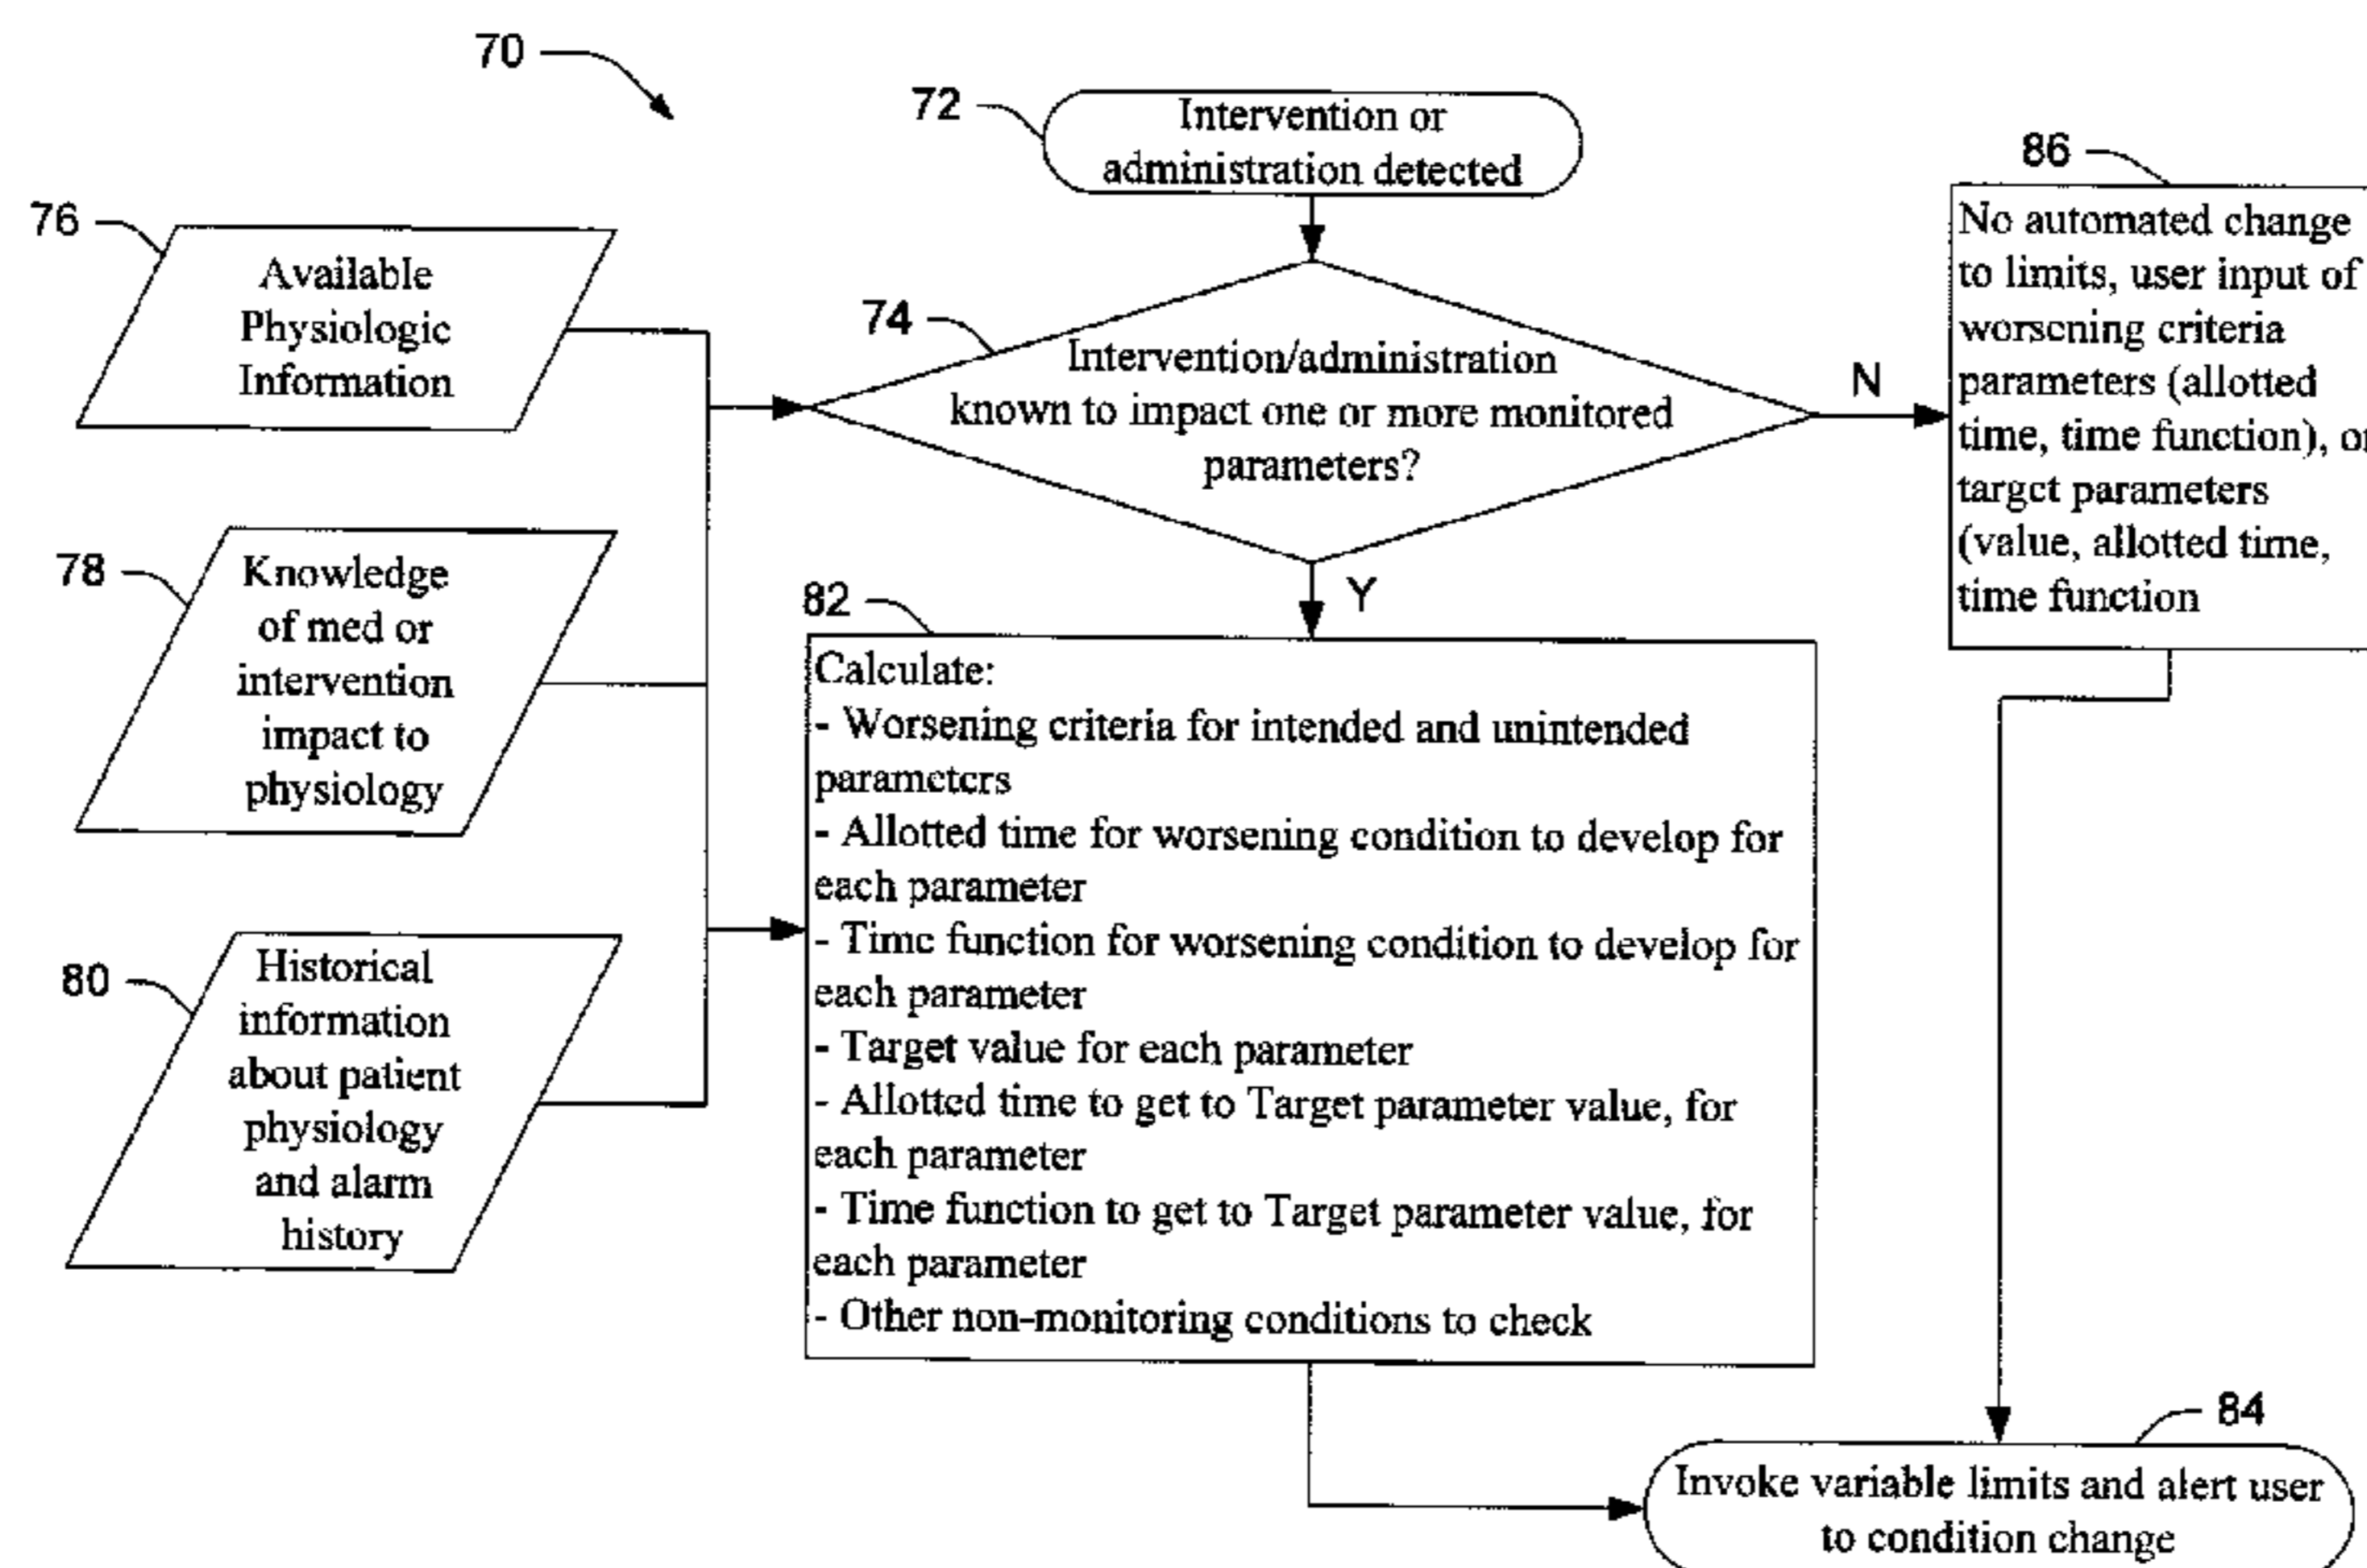 70
72
Intervention or
administration detected
86
No automated change
to limits, user input of
worsening criteria
parameters (allotted
time, time function), or
target parameters
(value, allotted time,
time function
76
Available
Physiologic
Information
74
Intervention/administration
known to impact one or more monitored
parameters?
N
Y
78
Knowledge
of med or
intervention
impact to
physiology
82
Calculate:
- Worsening criteria for intended and unintended
parameters
- Allotted time for worsening condition to develop for
each parameter
- Time function for worsening condition to develop for
each parameter
- Target value for each parameter
- Allotted time to get to Target parameter value, for
each parameter
- Time function to get to Target parameter value, for
each parameter
- Other non-monitoring conditions to check
80
Historical
information
about patient
physiology
and alarm
history
84
Invoke variable limits and alert user
to condition change